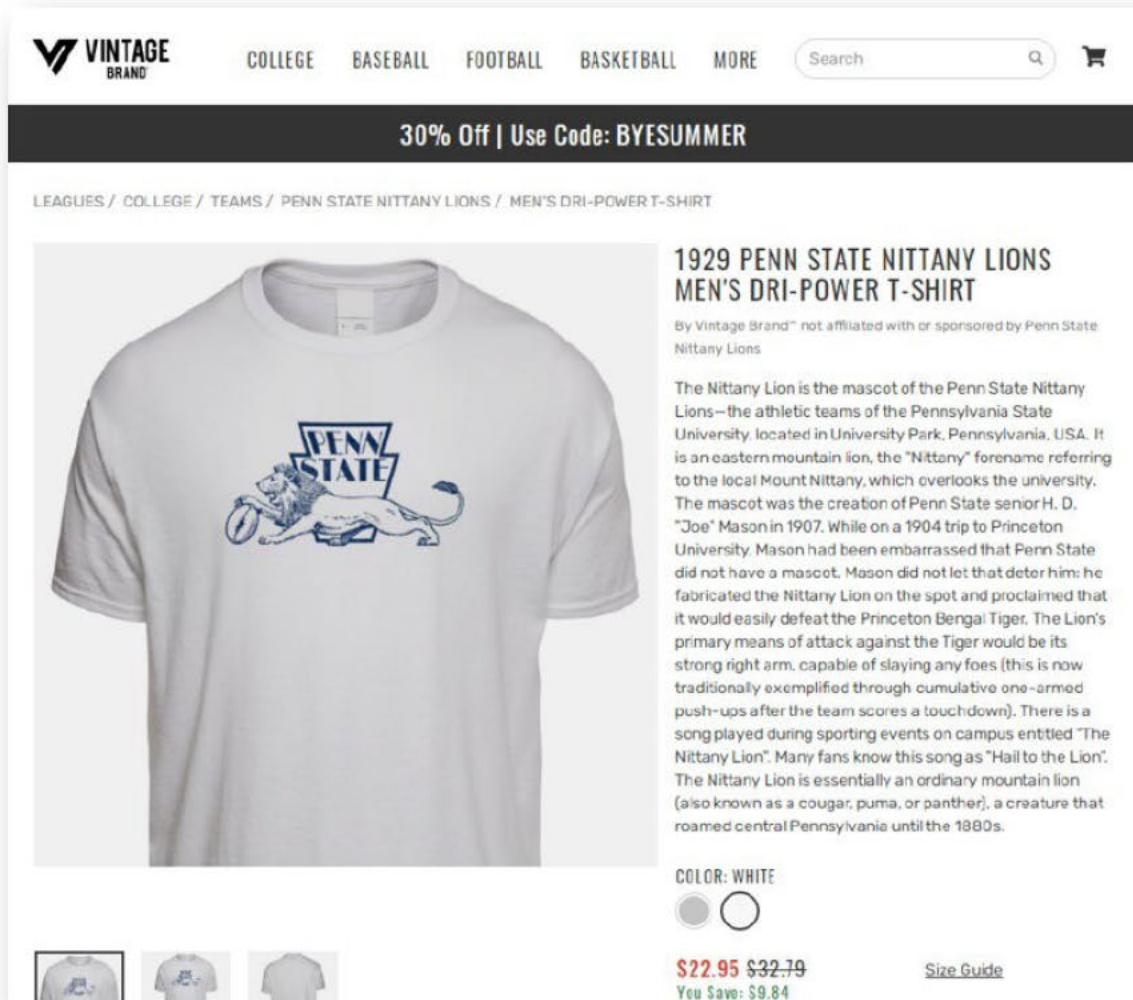 VINTAGE
BRAND
COLLEGE BASEBALL FOOTBALL BASKETBALL MORE Search
30% Off | Use Code: BYESUMMER
LEAGUES / COLLEGE / TEAMS / PENN STATE NITTANY LIONS / MEN'S DRI-POWER T-SHIRT
PENN
STATE
1929 PENN STATE NITTANY LIONS
MEN'S DRI-POWER T-SHIRT
By Vintage Brand™ not affiliated with or sponsored by Penn State
Nittany Lions
The Nittany Lion is the mascot of the Penn State Nittany
Lions—the athletic teams of the Pennsylvania State
University, located in University Park, Pennsylvania, USA. It
is an eastern mountain lion, the "Nittany" forename referring
to the local Mount Nittany, which overlooks the university.
The mascot was the creation of Penn State senior H. D.
"Joe" Mason in 1907. While on a 1904 trip to Princeton
University, Mason had been embarrassed that Penn State
did not have a mascot. Mason did not let that deter him: he
fabricated the Nittany Lion on the spot and proclaimed that
it would easily defeat the Princeton Bengal Tiger. The Lion's
primary means of attack against the Tiger would be its
strong right arm, capable of slaying any foes (this is now
traditionally exemplified through cumulative one-armed
push-ups after the team scores a touchdown). There is a
song played during sporting events on campus entitled "The
Nittany Lion". Many fans know this song as "Hail to the Lion".
The Nittany Lion is essentially an ordinary mountain lion
(also known as a cougar, puma, or panther), a creature that
roamed central Pennsylvania until the 1880s.
COLOR: WHITE
$22.95 $32.79 Size Guide
You Save: $9.84